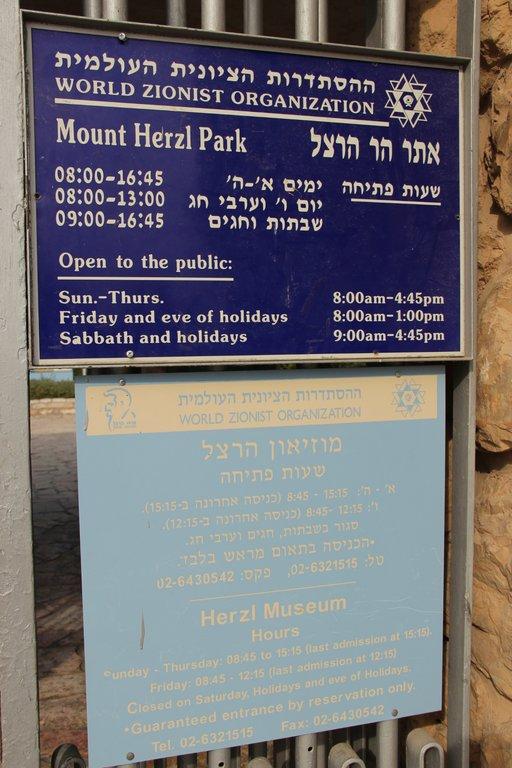 ההסתדרות הציונית העולמית
WORLD ZIONIST ORGANIZATION
Mount Herzl Park אתר הר הרצל
שעות פתיחה
ימים א'-ה' 08:00-16:45
יום ו' וערבי חג 08:00-13:00
שבתות וחגים 09:00-16:45
Open to the public:
Sun.-Thurs. 8:00am-4:45pm
Friday and eve of holidays 8:00am-1:00pm
Sabbath and holidays 9:00am-4:45pm
ההסתדרות הציונית העולמית
WORLD ZIONIST ORGANIZATION
מוזיאון הרצל
שעות פתיחה
א' - ה': 15:15 - 8:45 (כניסה אחרונה ב-15:15).
ו': 12:15 -8:45 (כניסה אחרונה ב-12:15).
סגור בשבתות, חגים וערבי חג.
•הכניסה בתאום מראש בלבד.
טל: 02-6321515, פקס: 02-6430542
Herzl Museum
Hours
Sunday - Thursday: 08:45 to 15:15 (last admission at 15:15).
Friday: 08:45 - 12:15 (last admission at 12:15)
Closed on Saturday, Holidays and eve of Holidays.
•Guaranteed entrance by reservation only.
Tel. 02-6321515 Fax: 02-6430542